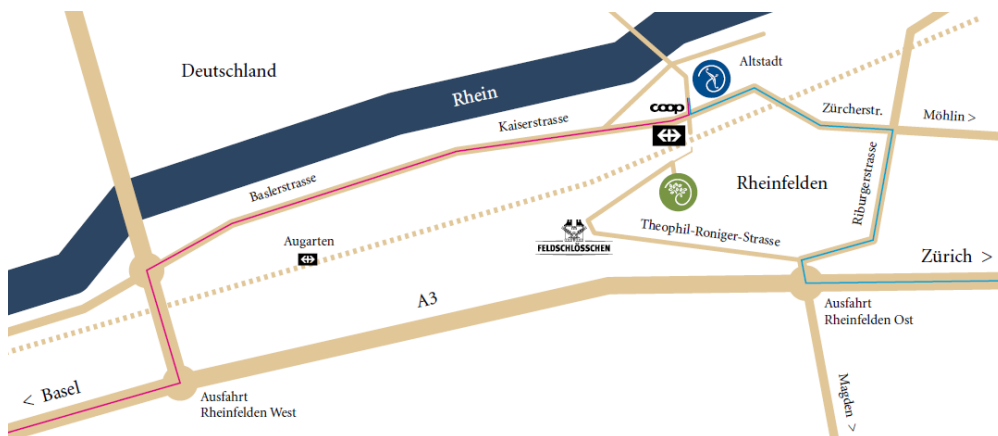 Deutschland
Rhein
Altstadt
coop
Kaiserstrasse
Zürcherstr.
Möhlin >
Baslerstrasse
Rheinfelden
Riburgerstrasse
Augarten
FELDSCHLÖSSCHEN
Theophil-Roniger-Strasse
Zürich >
A3
Ausfahrt
Rheinfelden Ost
< Basel
Ausfahrt
Rheinfelden West
Magden >